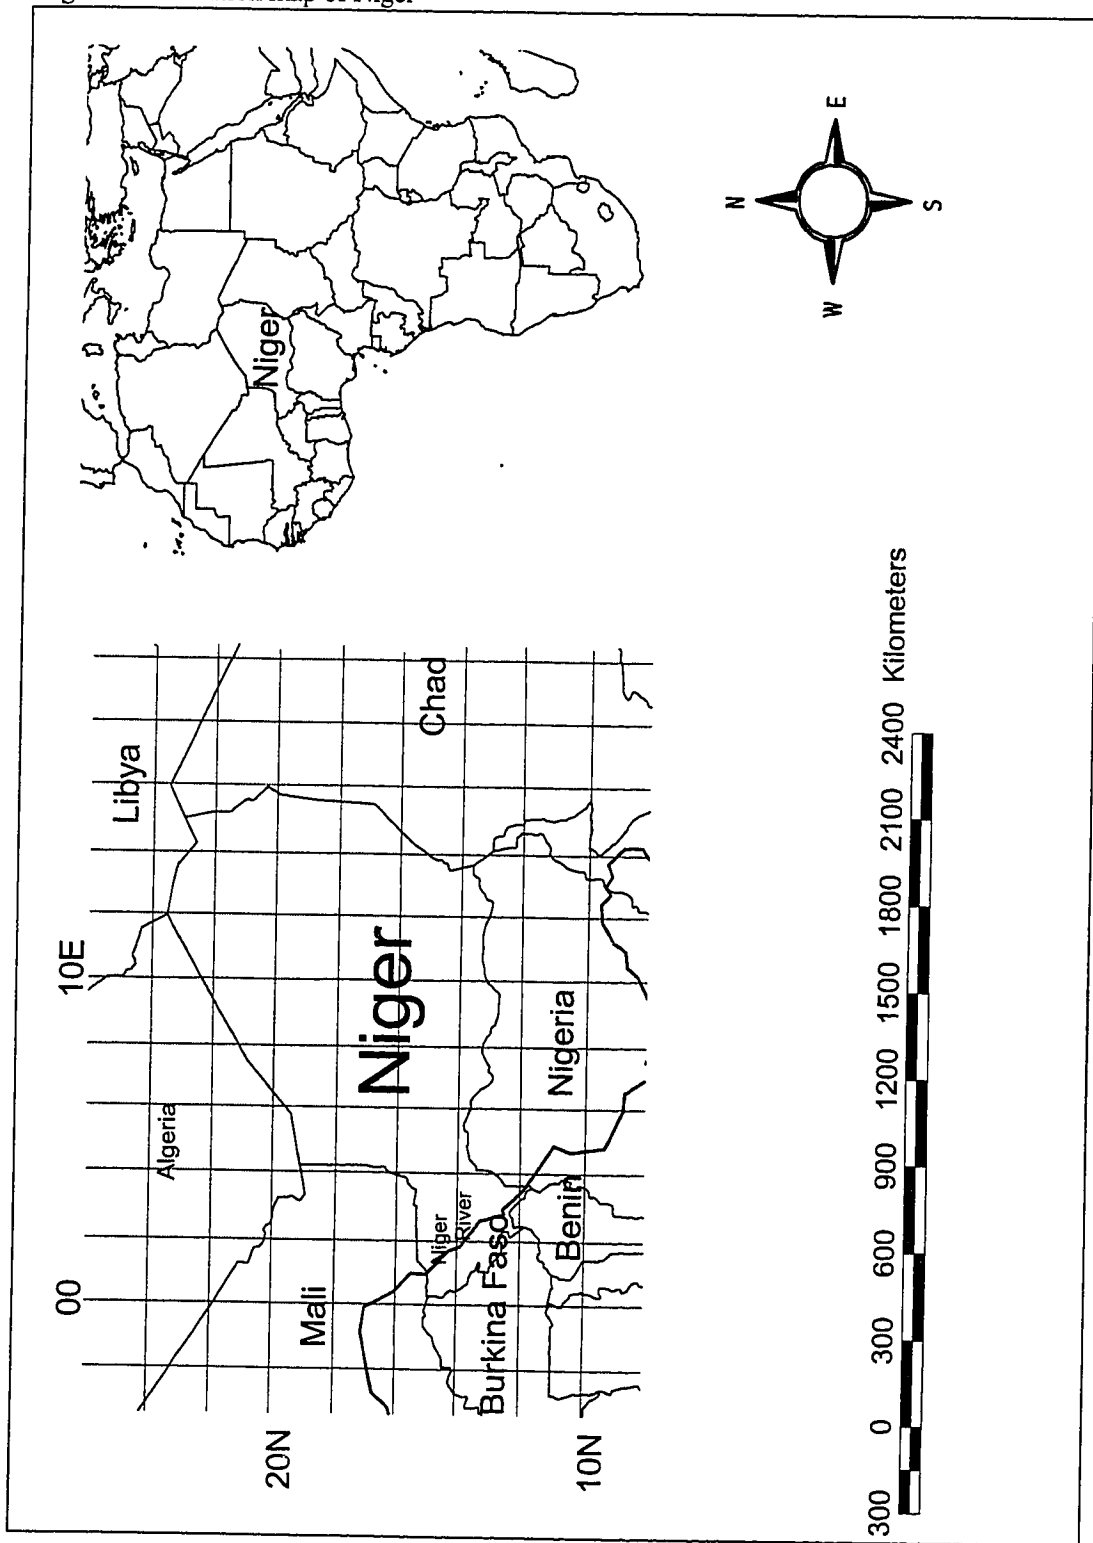 Niger
N
E
S
W
00
10E
20N
10N
Algeria
Libya
Mali
Niger
Chad
Niger
River
Burkina Faso
Benin
Nigeria
300 0 300 600 900 1200 1500 1800 2100 2400 Kilometers